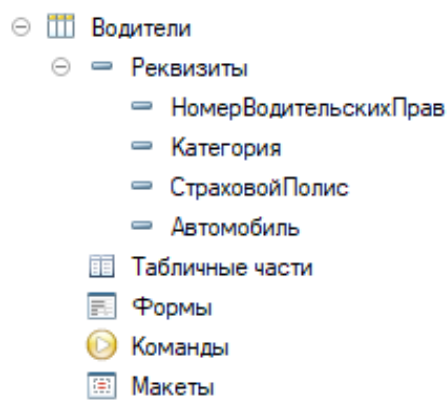 Водители
Реквизиты
НомерВодительскихПрав
Категория
СтраховойПолис
Автомобиль
Табличные части
Формы
Команды
Макеты